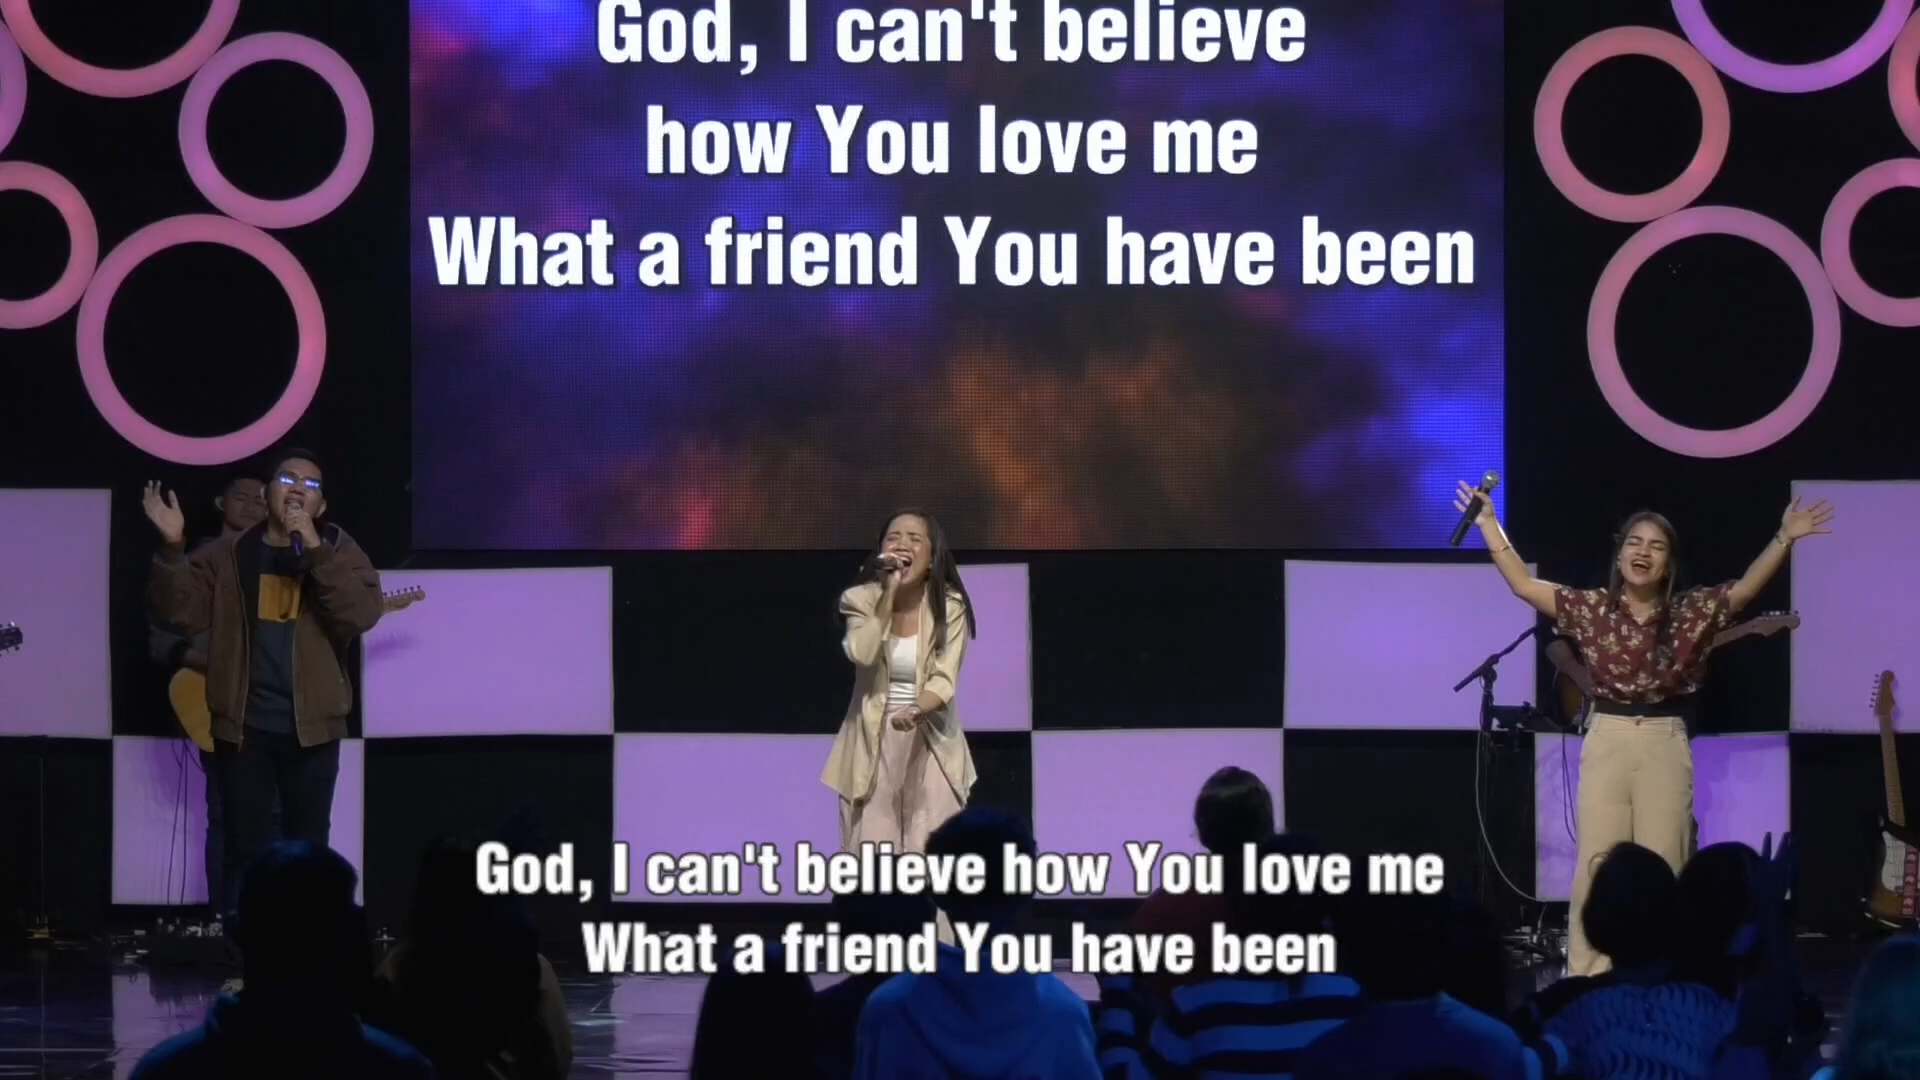 God, I can't believe
how You love me
What a friend You have been
God, I can't believe how You love me
What a friend You have been